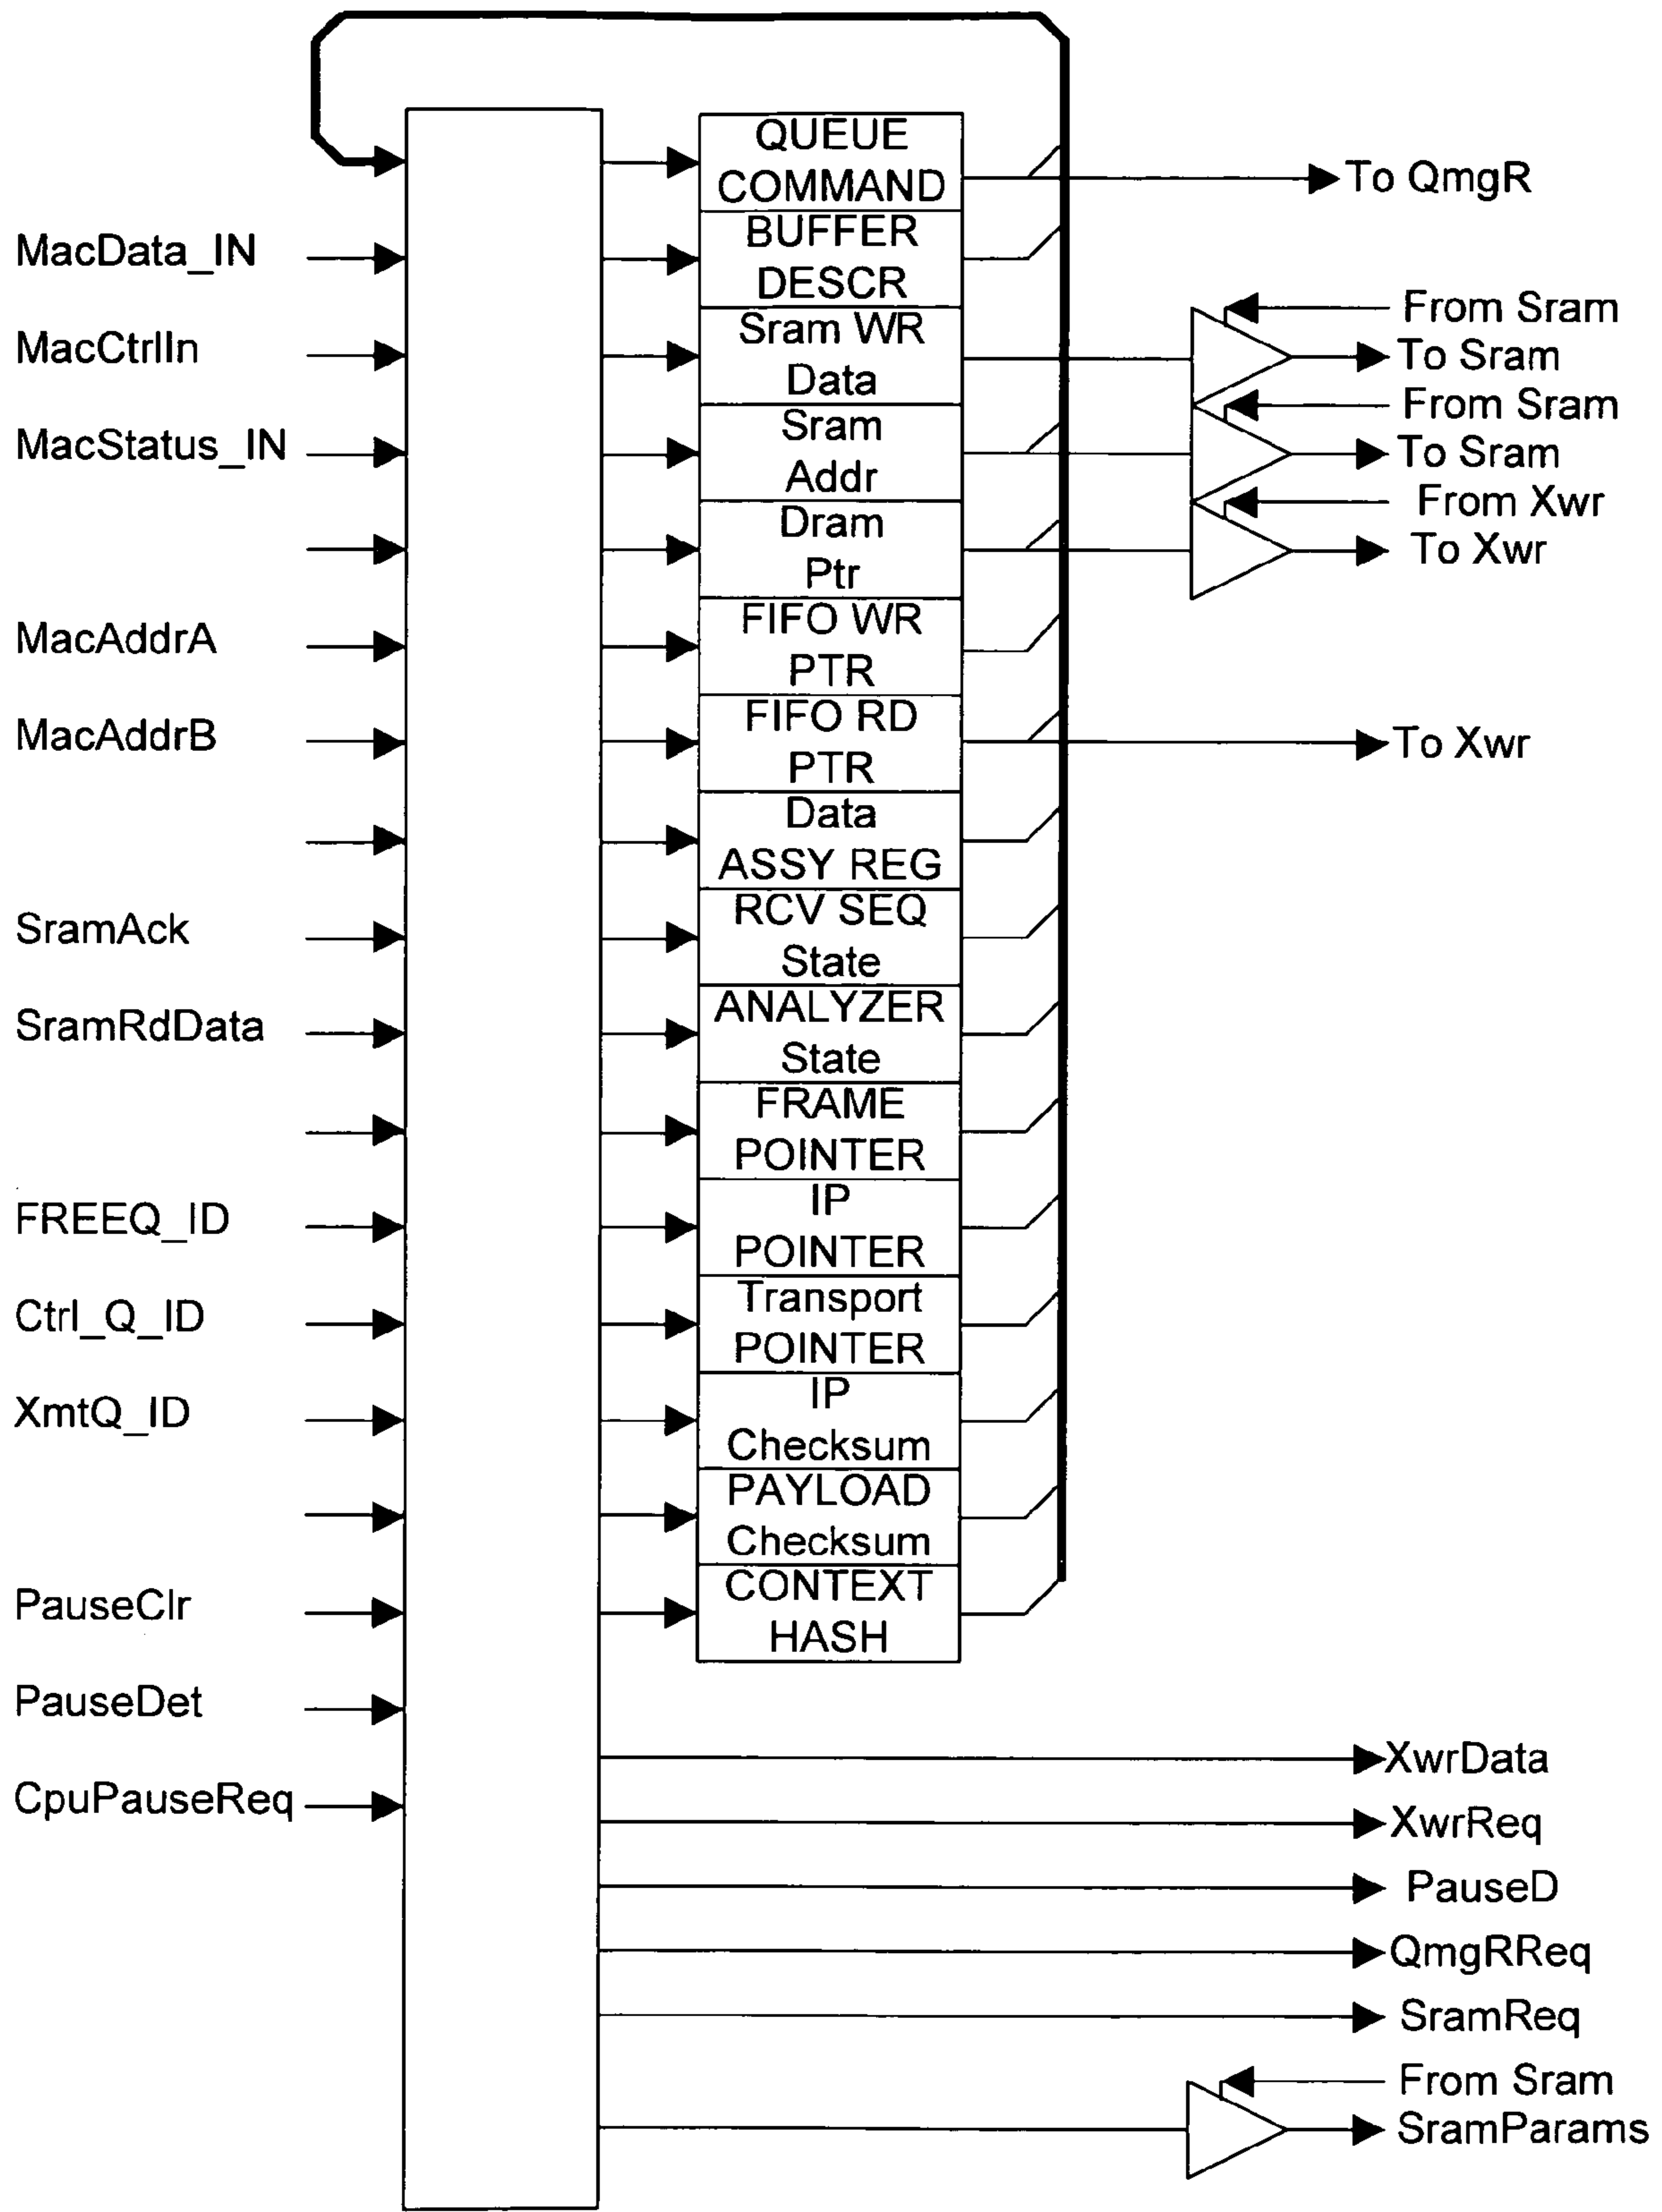 MacData_IN
MacCtrlIn
MacStatus_IN
MacAddrA
MacAddrB
SramAck
SramRdData
FREEQ_ID
Ctrl_Q_ID
XmtQ_ID
PauseClr
PauseDet
CpuPauseReq
QUEUE
COMMAND
BUFFER
DESCR
Sram WR
Data
Sram
Addr
Dram
Ptr
FIFO WR
PTR
FIFO RD
PTR
Data
ASSY REG
RCV SEQ
State
ANALYZER
State
FRAME
POINTER
IP
POINTER
Transport
POINTER
IP
Checksum
PAYLOAD
Checksum
CONTEXT
HASH
To QmgR
From Sram
To Sram
From Sram
To Sram
From Xwr
To Xwr
To Xwr
XwrData
XwrReq
PauseD
QmgRReq
SramReq
From Sram
SramParams